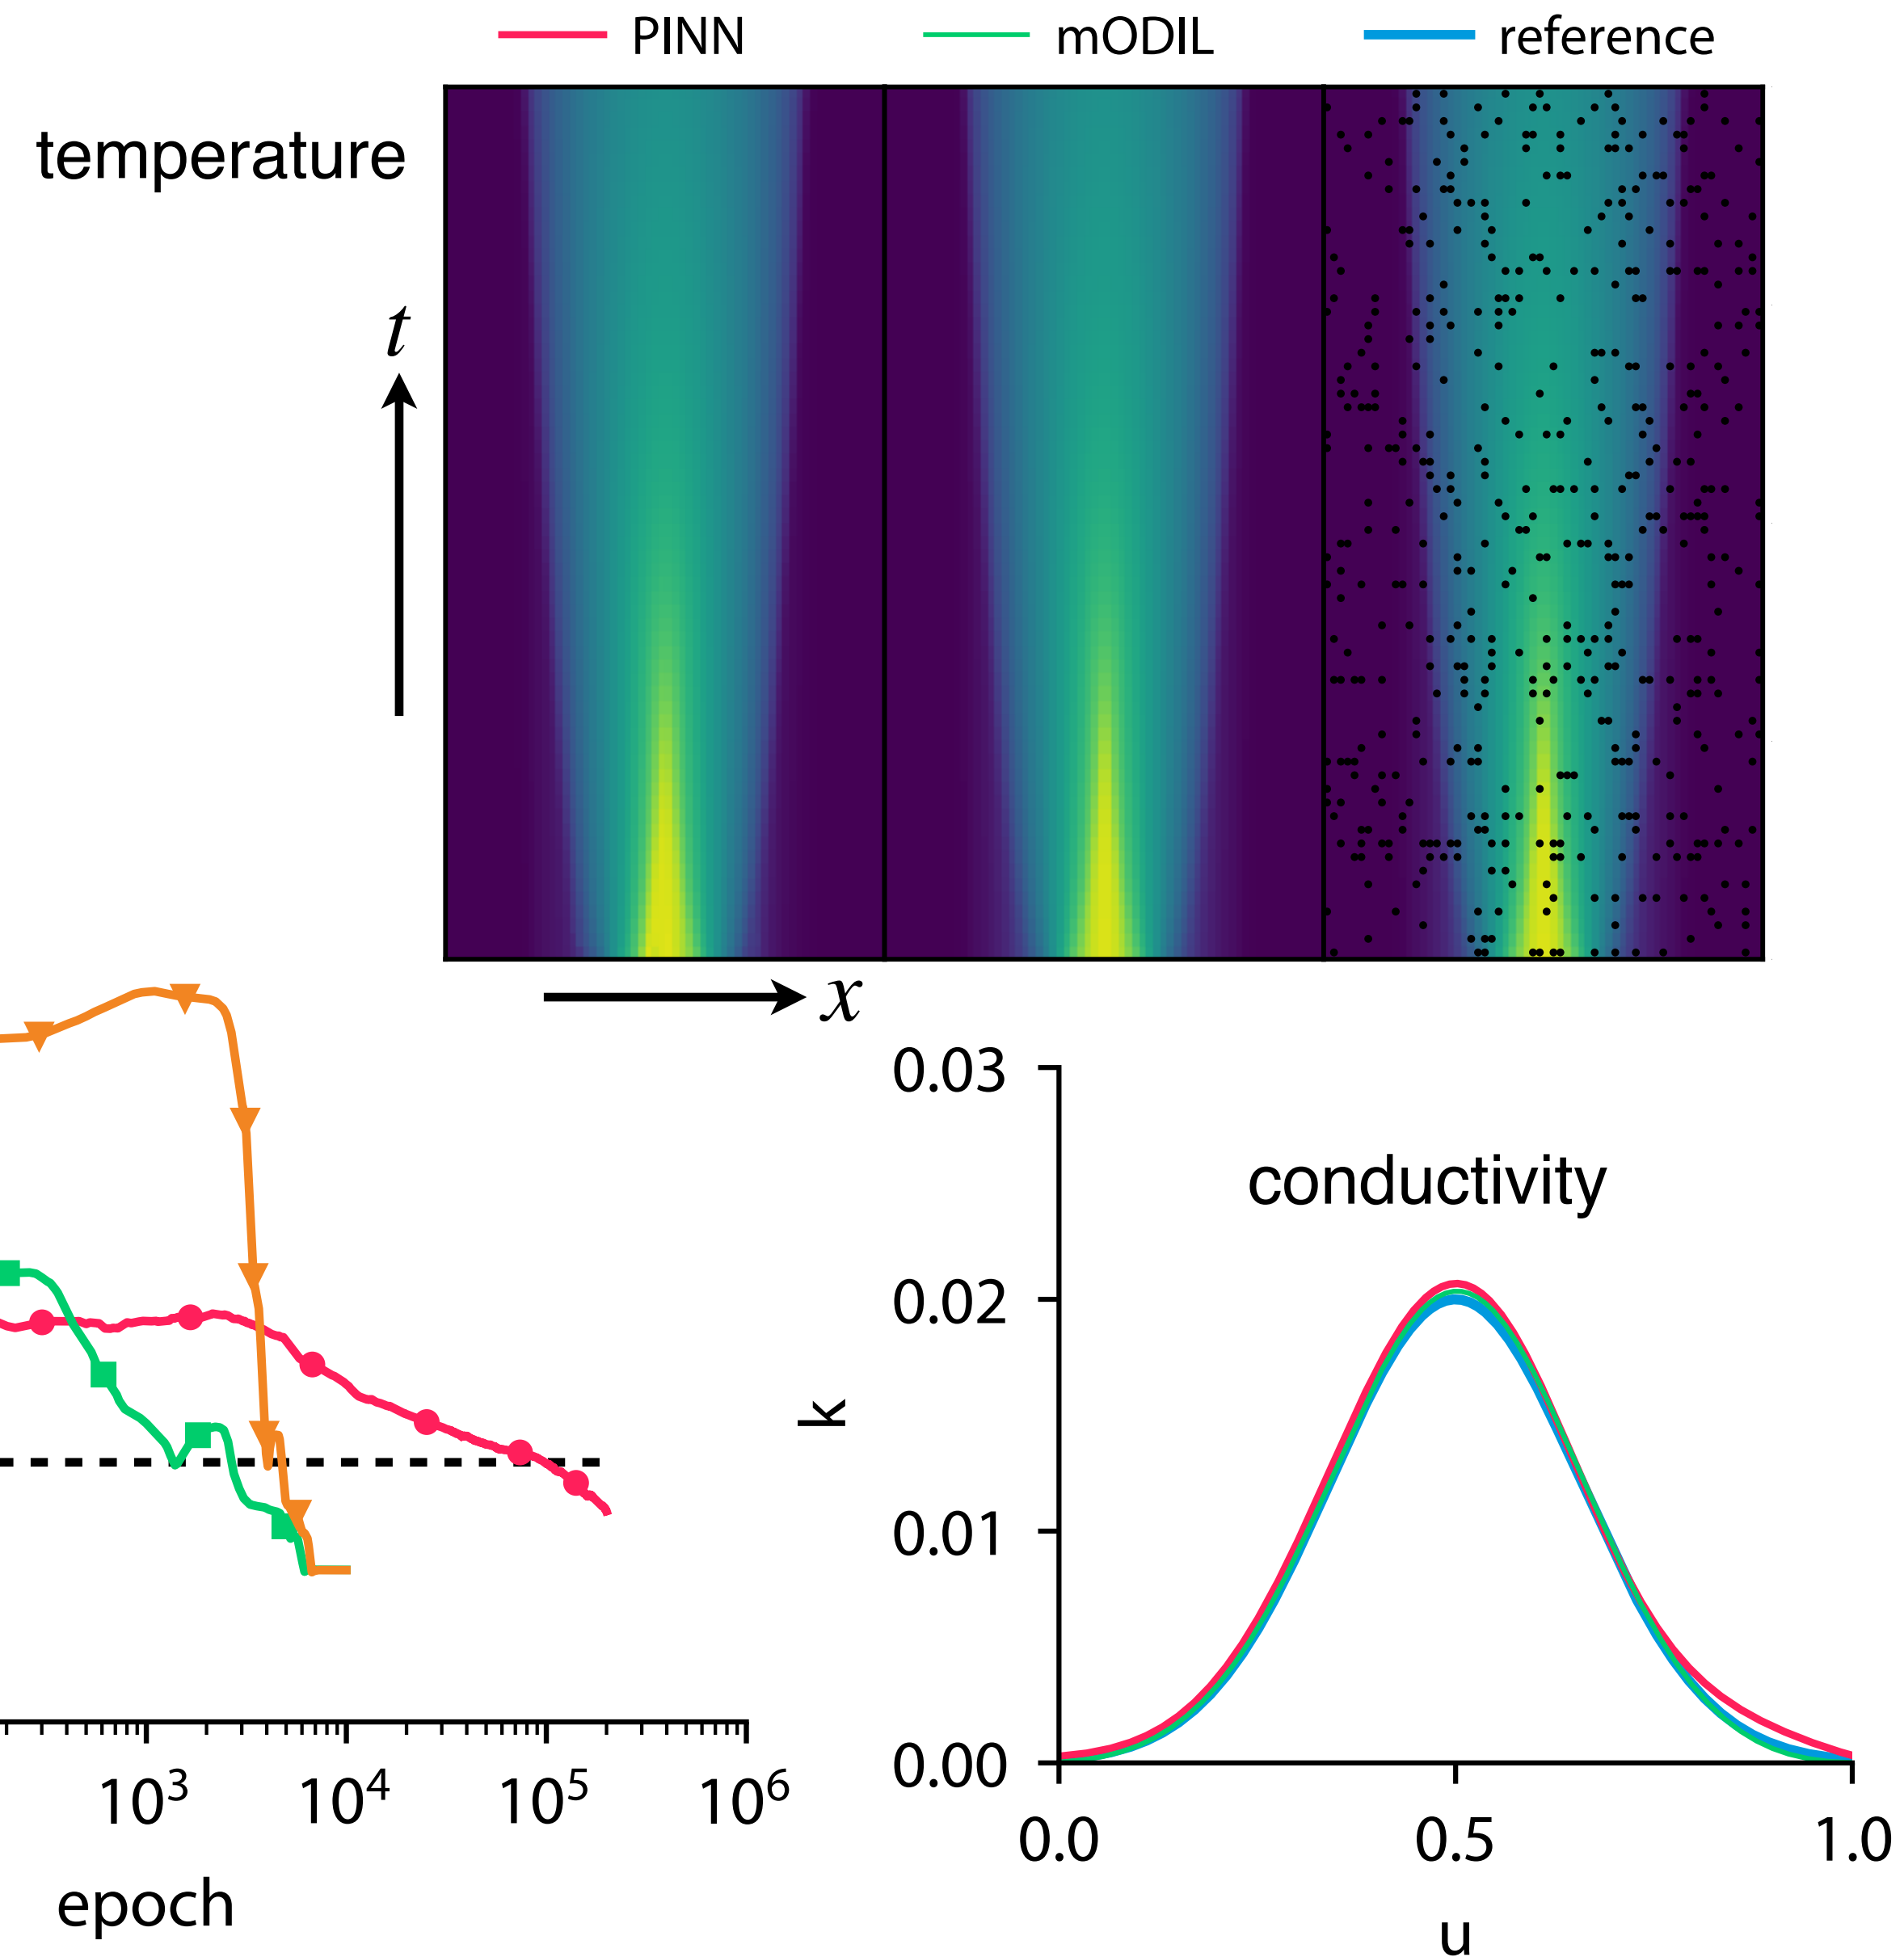 PINN mODIL reference
temperature
t
x
0.03
conductivity
0.02
k
0.01
0.00
10³ 10⁴ 10⁵ 10⁶
0.0 0.5 1.0
epoch
u